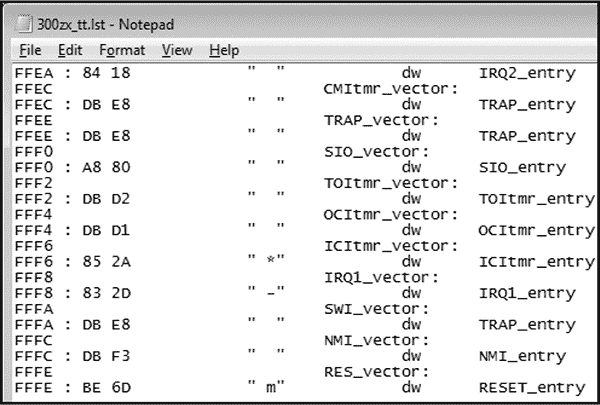 300zx_tt.lst - Notepad
File Edit Format View Help
FFEA : 84 18 "  " dw IRQ2_entry
FFEC CMItmr_vector:
FFEC : DB E8 "  " dw TRAP_entry
FFEE TRAP_vector:
FFEE : DB E8 "  " dw TRAP_entry
FFF0 SIO_vector:
FFF0 : A8 80 "  " dw SIO_entry
FFF2 TOItmr_vector:
FFF2 : DB D2 "  " dw TOItmr_entry
FFF4 OCItmr_vector:
FFF4 : DB D1 "  " dw OCItmr_entry
FFF6 ICItmr_vector:
FFF6 : 85 2A " *" dw ICItmr_entry
FFF8 IRQ1_vector:
FFF8 : 83 2D " -" dw IRQ1_entry
FFFA SWI_vector:
FFFA : DB E8 "  " dw TRAP_entry
FFFC NMI_vector:
FFFC : DB F3 "  " dw NMI_entry
FFFE RES_vector:
FFFE : BE 6D " m" dw RESET_entry